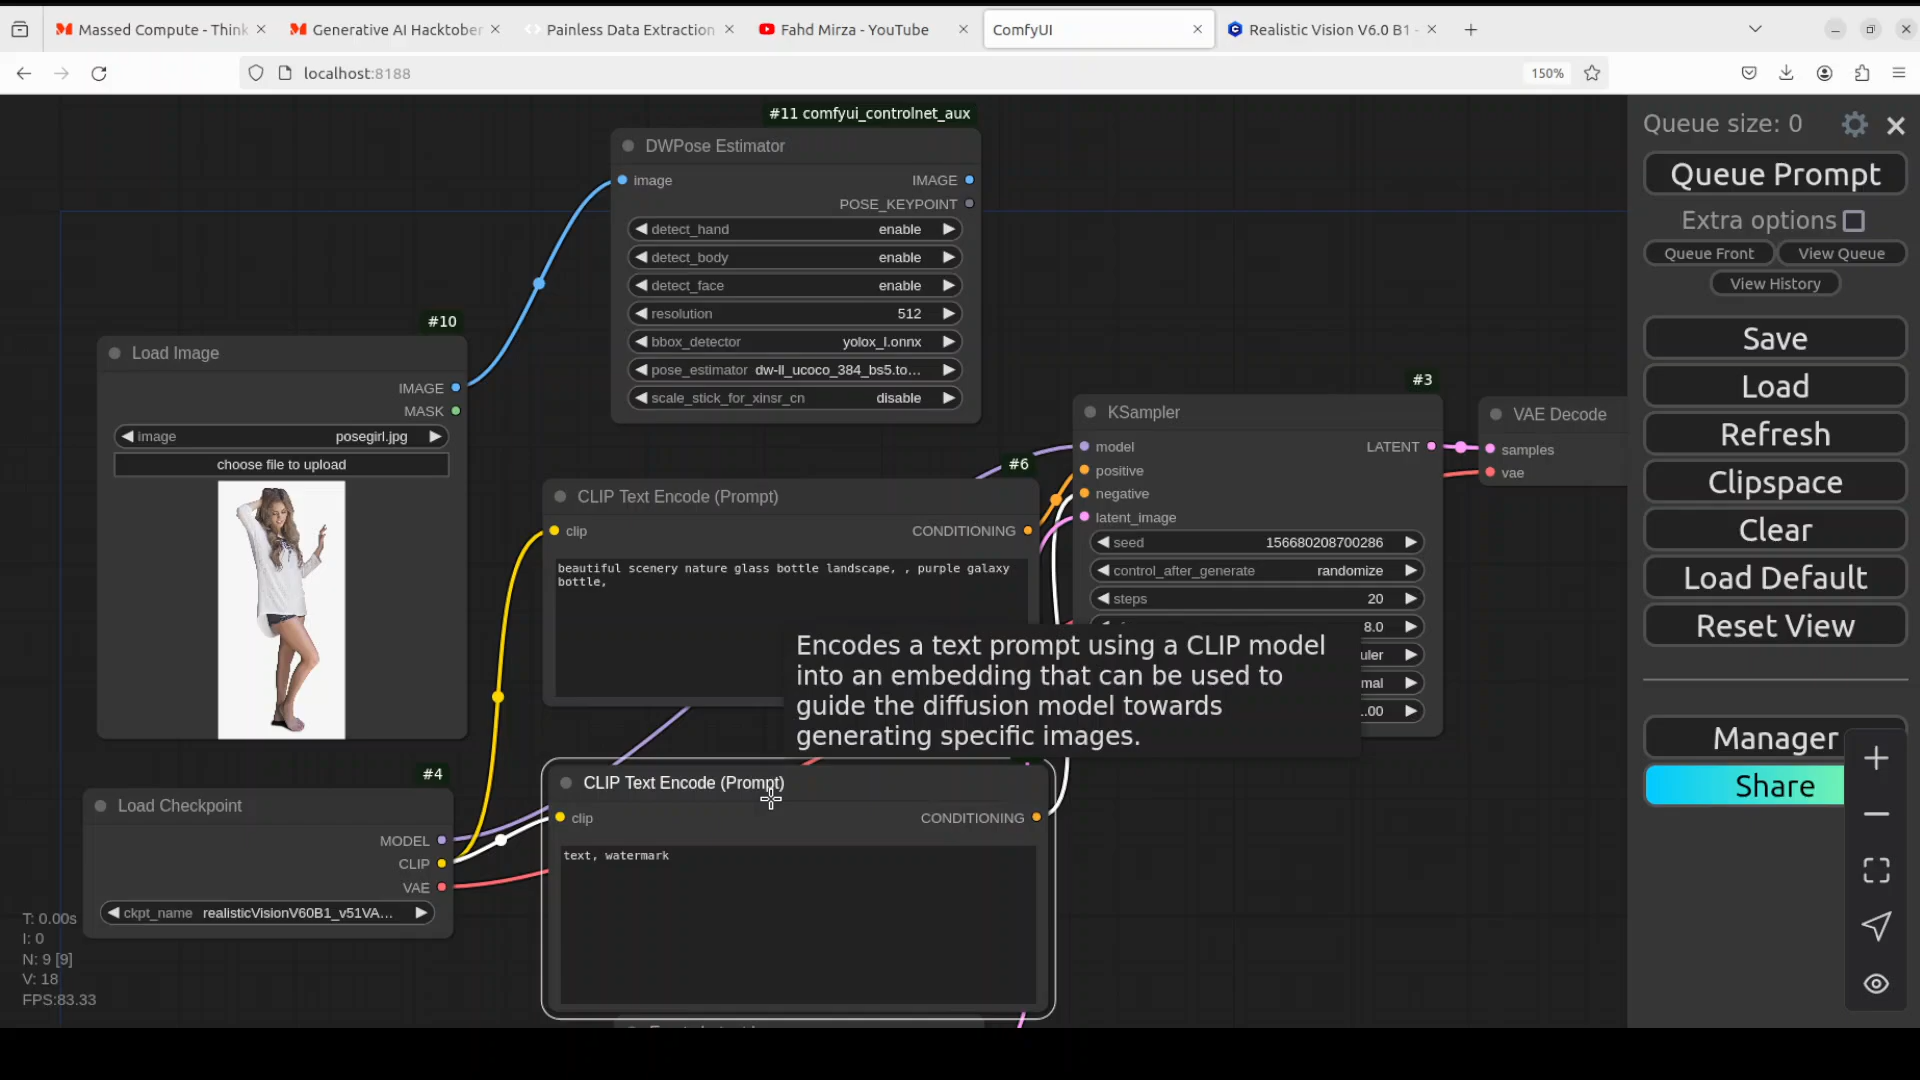 Massed Compute - Think
Generative AI Hacktober
Painless Data Extraction
Fahd Mirza - YouTube
ComfyUI
Realistic Vision V6.0 B1 -
localhost:8188
150%
#11 comfyui_controlnet_aux
DWPose Estimator
image
IMAGE
POSE_KEYPOINT
detect_hand enable
detect_body enable
detect_face enable
resolution 512
bbox_detector yolox_l.onnx
pose_estimator dw-ll_ucoco_384_bs5.to...
scale_stick_for_xinsr_cn disable
#10
Load Image
IMAGE
MASK
image posegirl.jpg
choose file to upload
#4
Load Checkpoint
MODEL
CLIP
VAE
ckpt_name realisticVisionV60B1_v51VA...
#6
CLIP Text Encode (Prompt)
clip
CONDITIONING
beautiful scenery nature glass bottle landscape, , purple galaxy
bottle,
Encodes a text prompt using a CLIP model
into an embedding that can be used to
guide the diffusion model towards
generating specific images.
CLIP Text Encode (Prompt)
clip
CONDITIONING
text, watermark
#3
KSampler
model
LATENT
positive
negative
latent_image
seed 156680208700286
control_after_generate randomize
steps 20
8.0
uler
mal
.00
VAE Decode
samples
vae
T: 0.00s
I: 0
N: 9 [9]
V: 18
FPS:83.33
Queue size: 0
Queue Prompt
Extra options
Queue Front
View Queue
View History
Save
Load
Refresh
Clipspace
Clear
Load Default
Reset View
Manager
Share